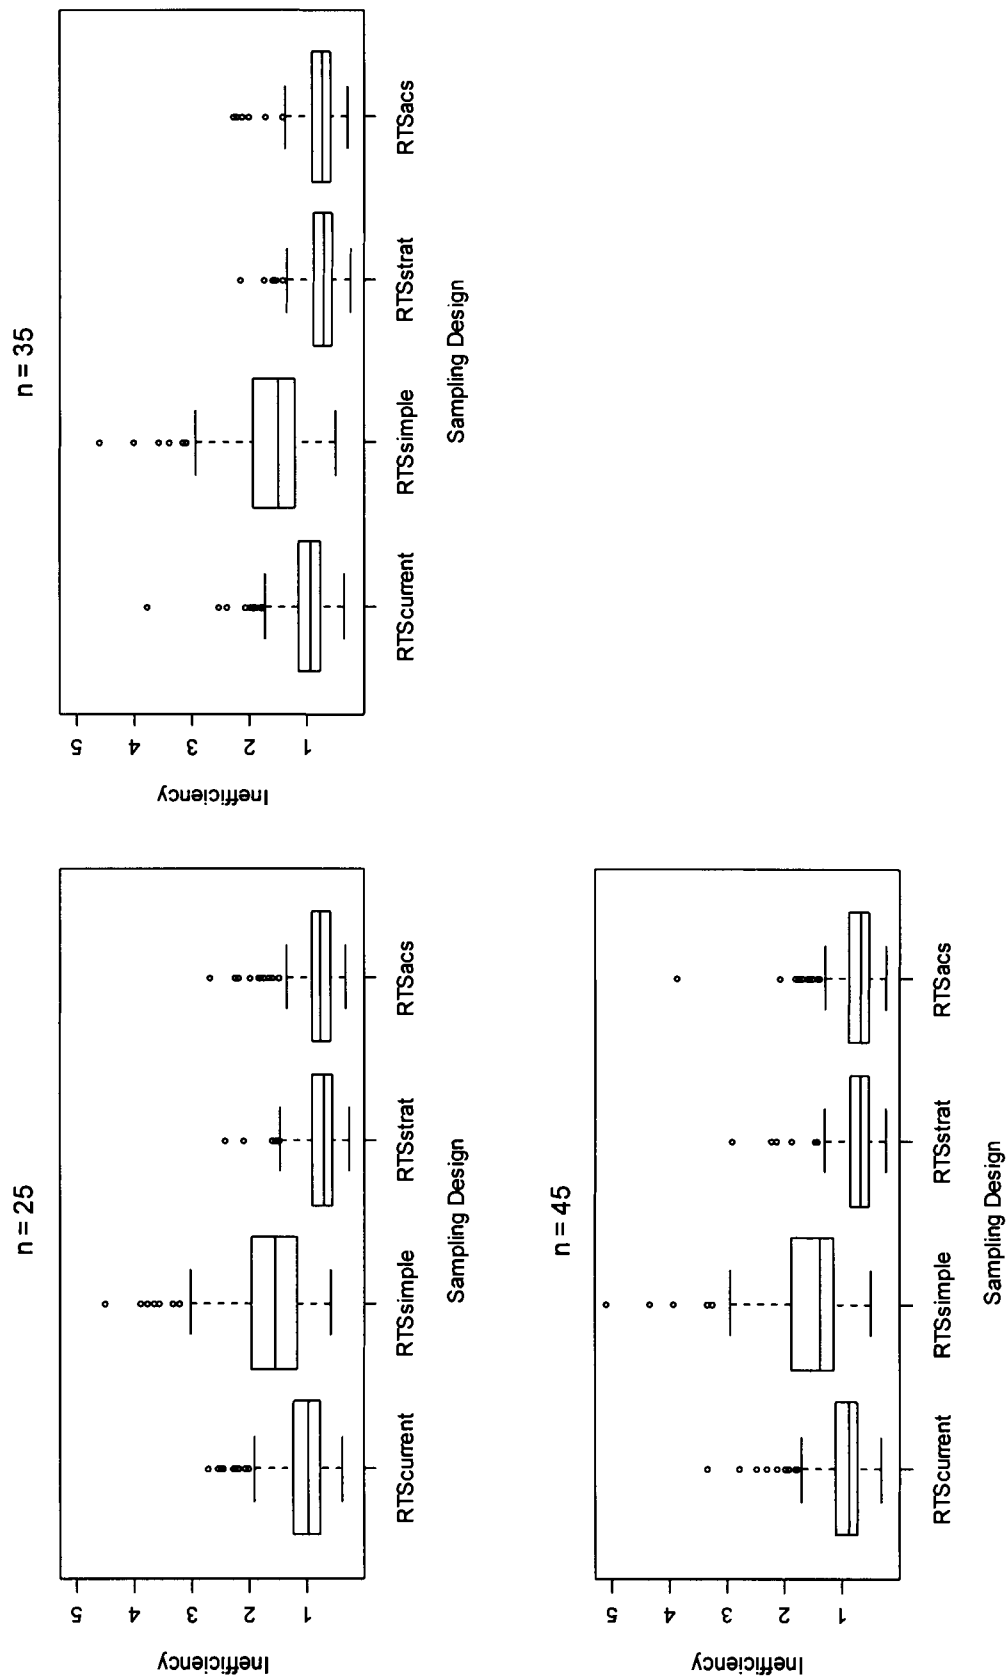 n = 25
Inefficiency
5
4
3
2
1
RTScurrent
RTSsimple
RTSstrat
RTSacs
Sampling Design
n = 35
Inefficiency
5
4
3
2
1
RTScurrent
RTSsimple
RTSstrat
RTSacs
Sampling Design
n = 45
Inefficiency
5
4
3
2
1
RTScurrent
RTSsimple
RTSstrat
RTSacs
Sampling Design